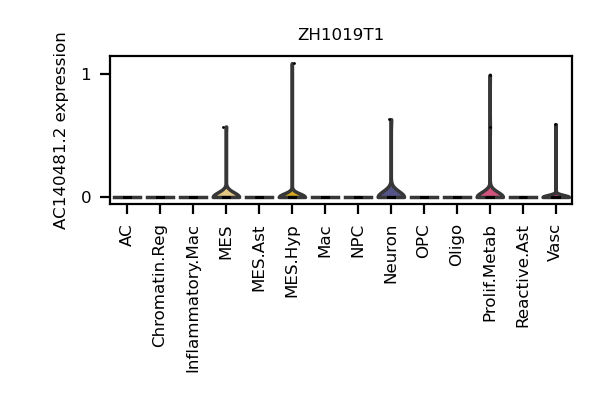 ZH1019T1
AC140481.2 expression
1
0
AC
Chromatin.Reg
Inflammatory.Mac
MES
MES.Ast
MES.Hyp
Mac
NPC
Neuron
OPC
Oligo
Prolif.Metab
Reactive.Ast
Vasc